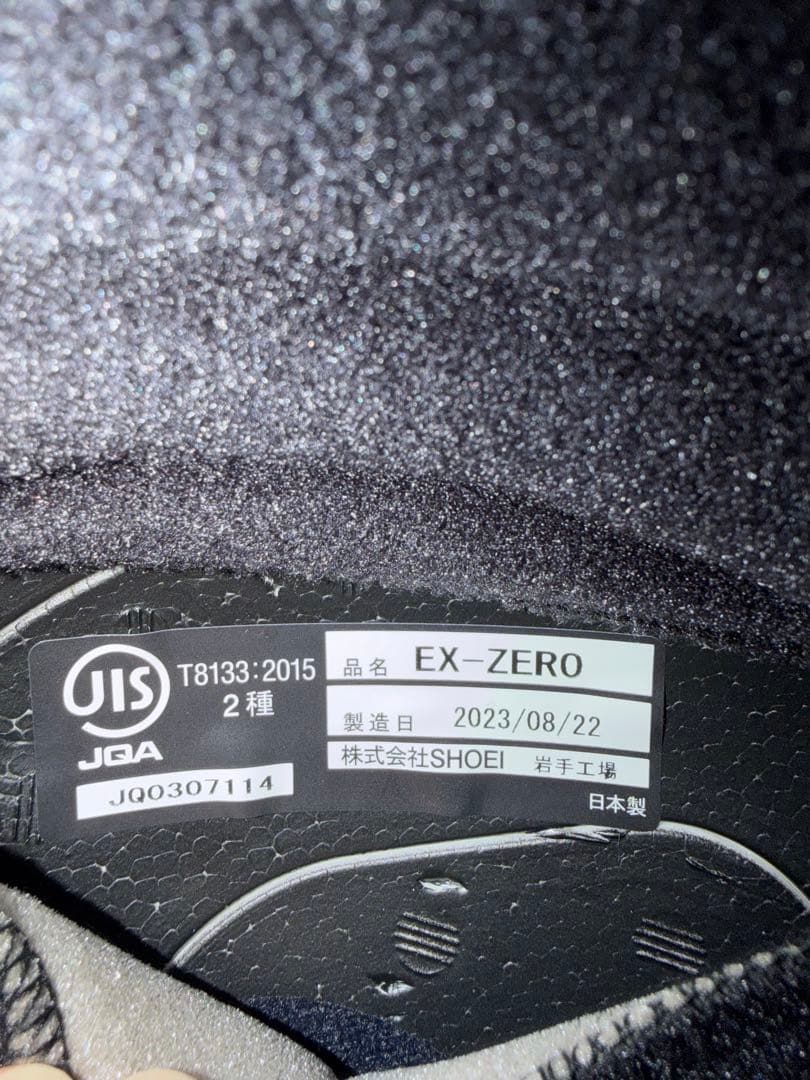 JIS
T8133:2015
2種
JQA
JQ0307114
品名 EX-ZERO
製造日 2023/08/22
株式会社SHOEI 岩手工場
日本製